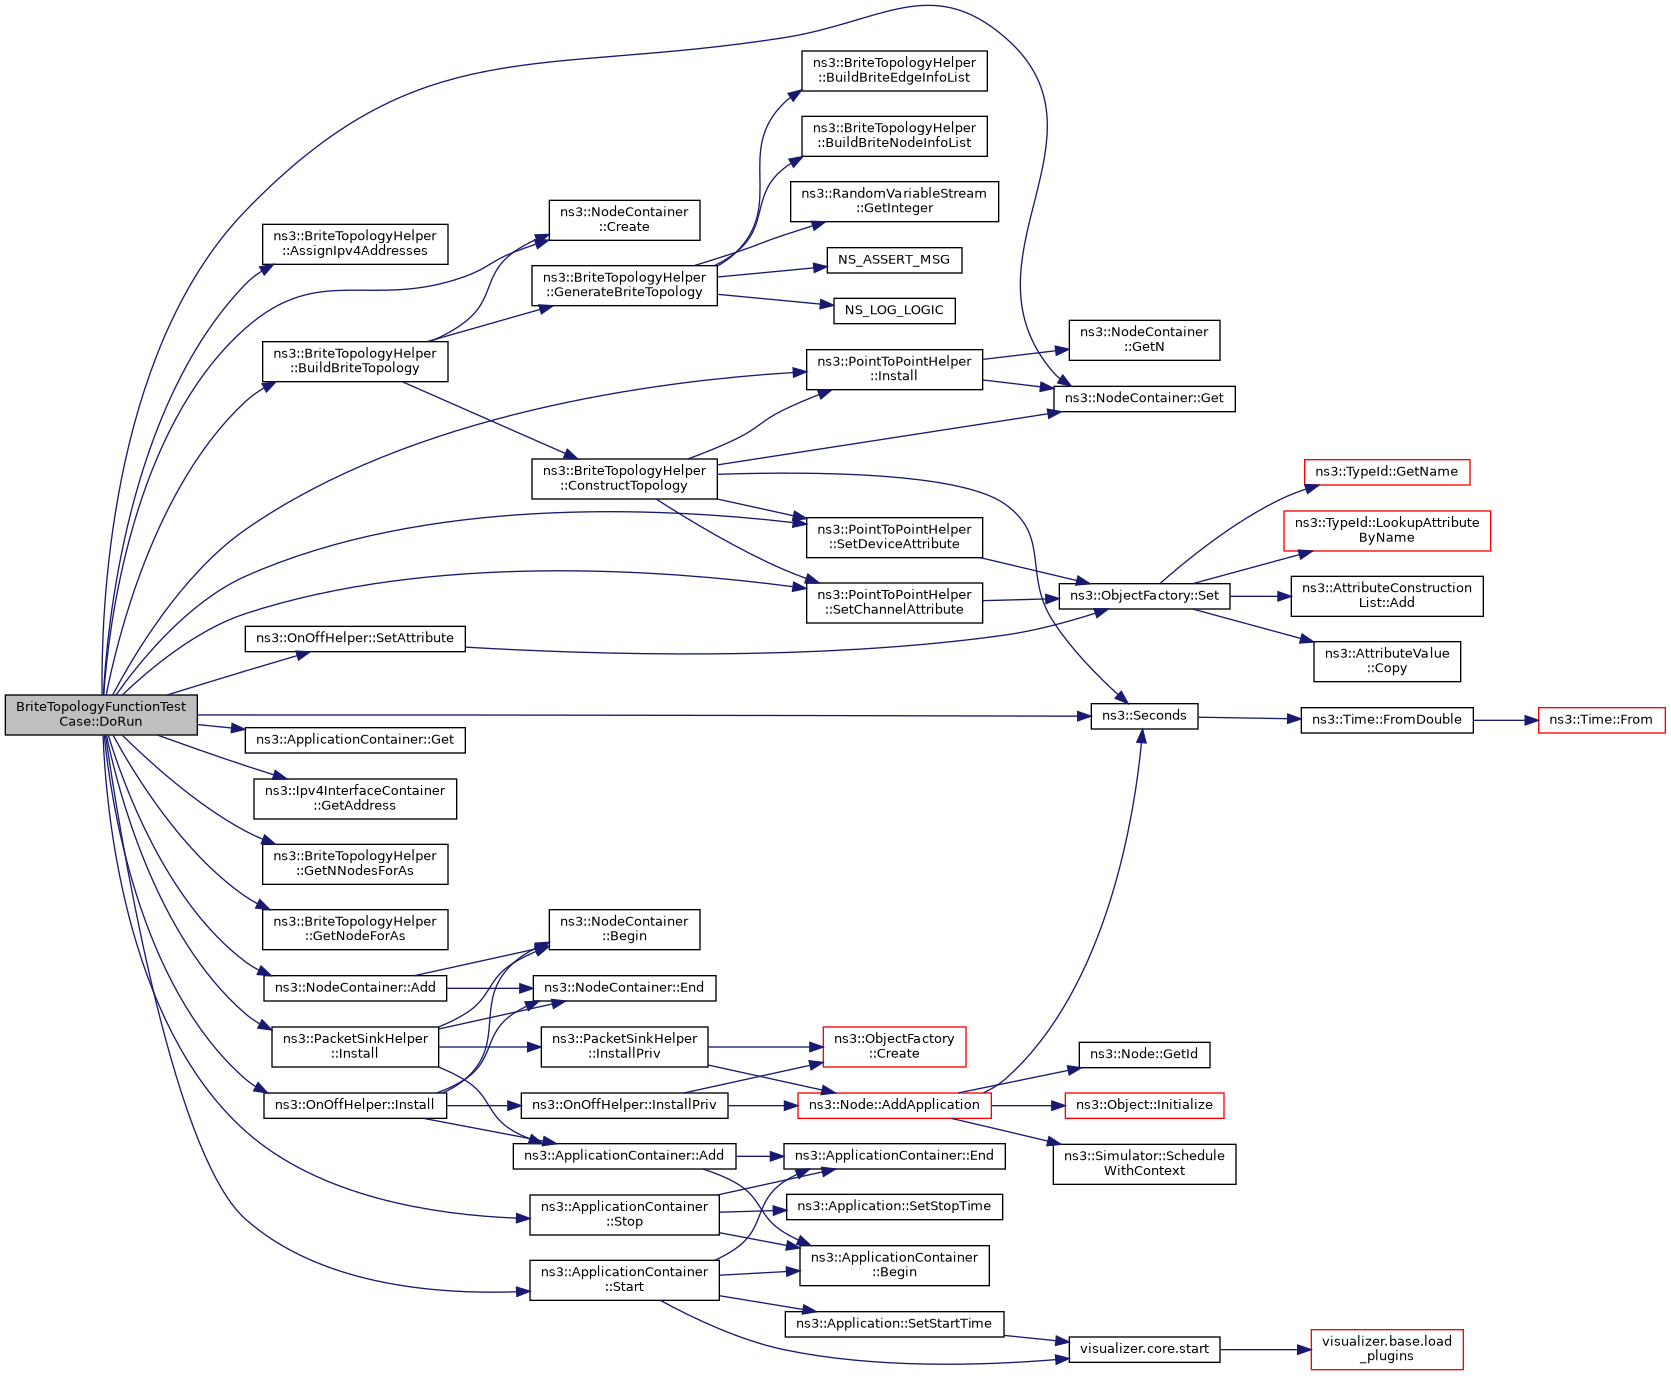 ns3::BriteTopologyHelper
::BuildBriteEdgeInfoList
ns3::BriteTopologyHelper
::BuildBriteNodeInfoList
ns3::RandomVariableStream
::GetInteger
ns3::NodeContainer
::Create
ns3::BriteTopologyHelper
::AssignIpv4Addresses
NS_ASSERT_MSG
ns3::BriteTopologyHelper
::GenerateBriteTopology
NS_LOG_LOGIC
ns3::NodeContainer
::GetN
ns3::BriteTopologyHelper
::BuildBriteTopology
ns3::PointToPointHelper
::Install
ns3::NodeContainer::Get
ns3::BriteTopologyHelper
::ConstructTopology
ns3::TypeId::GetName
ns3::TypeId::LookupAttribute
ByName
ns3::PointToPointHelper
::SetDeviceAttribute
ns3::PointToPointHelper
::SetChannelAttribute
ns3::ObjectFactory::Set
ns3::AttributeConstruction
List::Add
ns3::OnOffHelper::SetAttribute
ns3::AttributeValue
::Copy
BriteTopologyFunctionTest
Case::DoRun
ns3::Seconds
ns3::Time::FromDouble
ns3::Time::From
ns3::ApplicationContainer::Get
ns3::Ipv4InterfaceContainer
::GetAddress
ns3::BriteTopologyHelper
::GetNNodesForAs
ns3::BriteTopologyHelper
::GetNodeForAs
ns3::NodeContainer
::Begin
ns3::NodeContainer::Add
ns3::NodeContainer::End
ns3::PacketSinkHelper
::Install
ns3::PacketSinkHelper
::InstallPriv
ns3::ObjectFactory
::Create
ns3::Node::GetId
ns3::OnOffHelper::Install
ns3::OnOffHelper::InstallPriv
ns3::Node::AddApplication
ns3::Object::Initialize
ns3::ApplicationContainer::Add
ns3::ApplicationContainer::End
ns3::Simulator::Schedule
WithContext
ns3::ApplicationContainer
::Stop
ns3::Application::SetStopTime
ns3::ApplicationContainer
::Begin
ns3::ApplicationContainer
::Start
ns3::Application::SetStartTime
visualizer.core.start
visualizer.base.load
_plugins